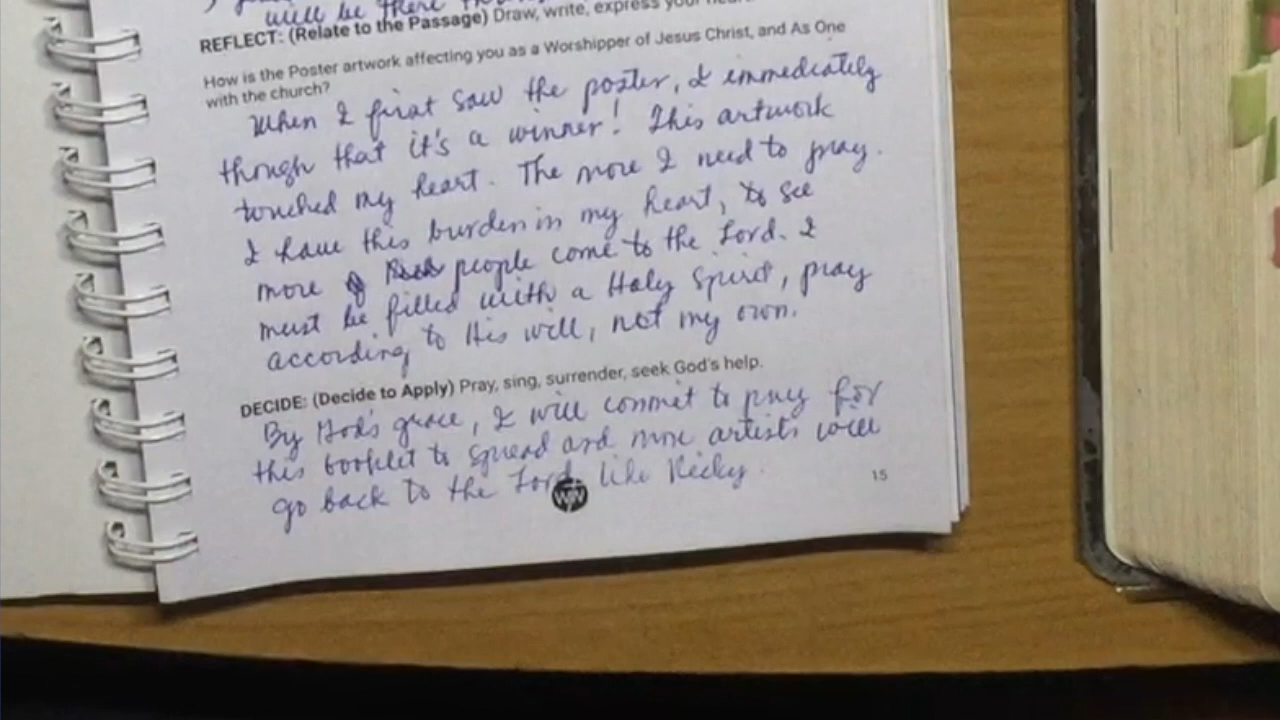 will be there
REFLECT: (Relate to the Passage) Draw, write, express your
How is the Poster artwork affecting you as a Worshipper of Jesus Christ, and As One
with the church?
When I first saw the poster, I immediately
though that it's a winner! This artwork
touched my heart. The more I need to pray.
I have this burden in my heart, to see
more people come to the Lord. I
must be filled with a Holy Spirit, pray
according to His will, not my own.
DECIDE: (Decide to Apply) Pray, sing, surrender, seek God's help.
By God's grace, I will commit to pray for
this booklet to spread and more artists will
go back to the Lord like Ricky.
15